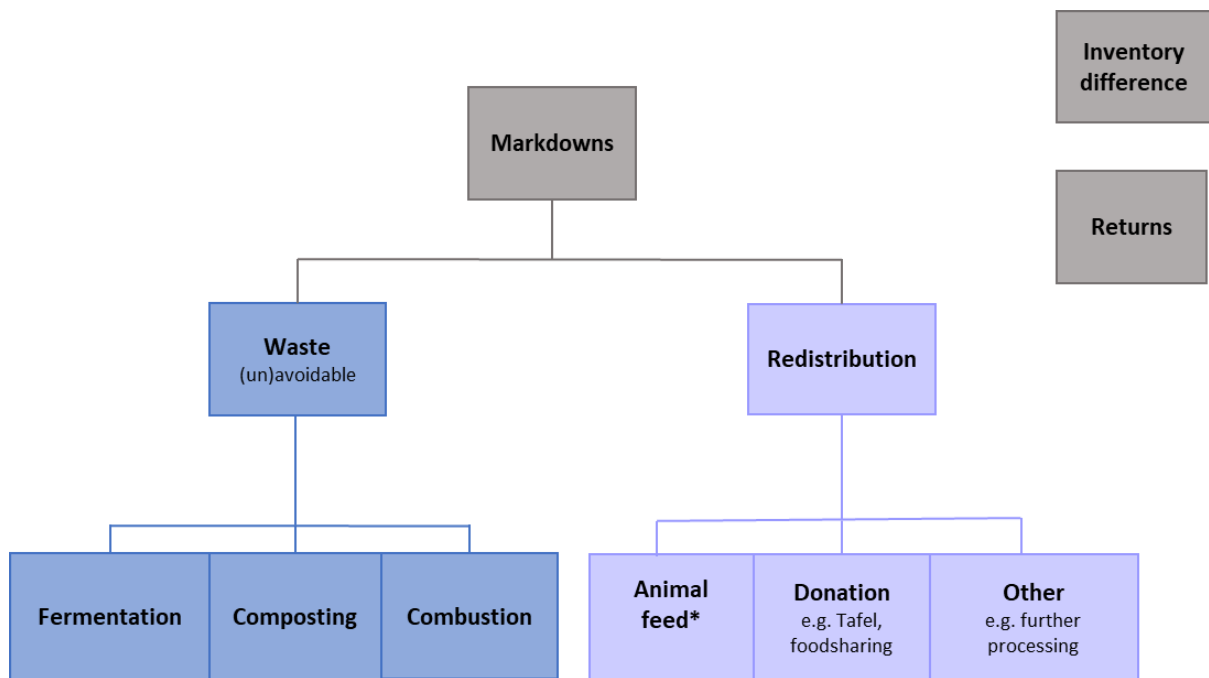 Inventory
difference
Markdowns
Returns
Waste
(un)avoidable
Redistribution
Fermentation
Composting
Combustion
Animal
feed*
Donation
e.g. Tafel,
foodsharing
Other
e.g. further
processing